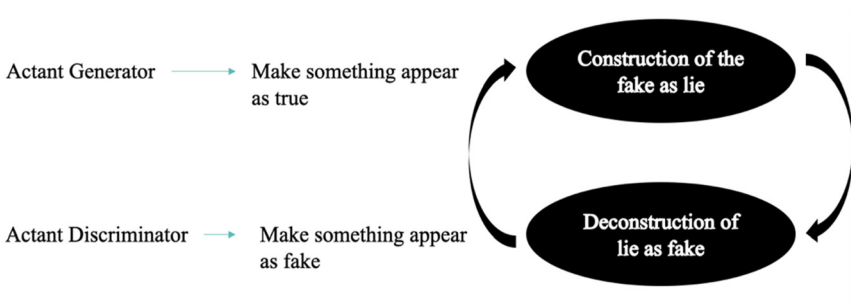 Actant Generator
Make something appear
as true
Construction of the
fake as lie
Actant Discriminator
Make something appear
as fake
Deconstruction of
lie as fake